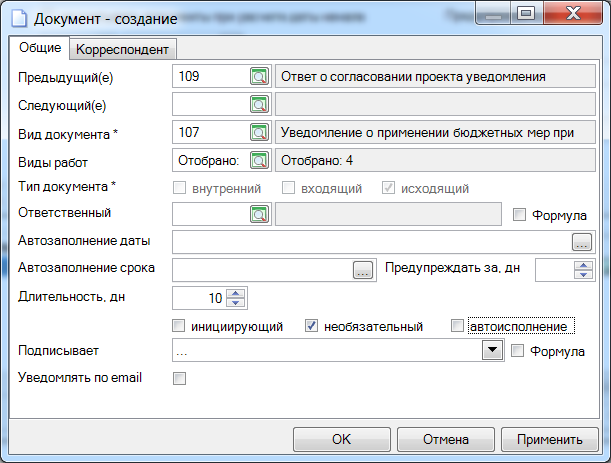 Документ - создание
Общие Корреспондент
Предыдущий(е) 109 Ответ о согласовании проекта уведомления
Следующий(е)
Вид документа * 107 Уведомление о применении бюджетных мер при
Виды работ Отобрано: Отобрано: 4
Тип документа * внутренний входящий исходящий
Ответственный Формула
Автозаполнение даты ...
Автозаполнение срока ... Предупреждать за, дн
Длительность, дн 10
инициирующий необязательный автоисполнение
Подписывает ... Формула
Уведомлять по email
OK Отмена Применить